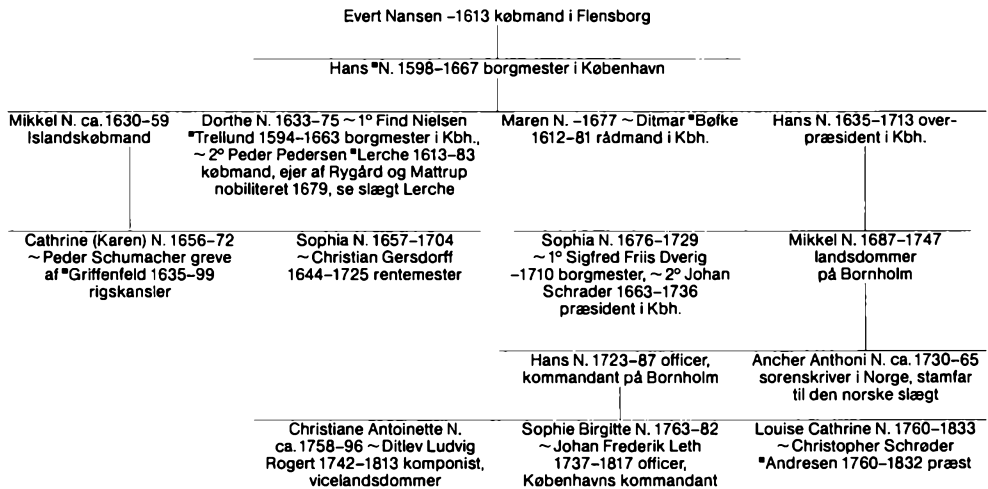 Evert Nansen –1613 købmand i Flensborg
Hans ■N. 1598–1667 borgmester i København
Mikkel N. ca. 1630–59
Islandskøbmand
Dorthe N. 1633–75 ~ 1° Find Nielsen
■Trellund 1594–1663 borgmester i Kbh.,
~ 2° Peder Pedersen ■Lerche 1613–83
købmand, ejer af Rygård og Mattrup
nobiliteret 1679, se slægt Lerche
Maren N. –1677 ~ Ditmar ■Bøfke
1612–81 rådmand i Kbh.
Hans N. 1635–1713 over-
præsident i Kbh.
Cathrine (Karen) N. 1656–72
~ Peder Schumacher greve
af ■Griffenfeld 1635–99
rigskansler
Sophia N. 1657–1704
~ Christian Gersdorff
1644–1725 rentemester
Sophia N. 1676–1729
~ 1° Sigfred Friis Dverig
–1710 borgmester, ~ 2° Johan
Schrader 1663–1736
præsident i Kbh.
Mikkel N. 1687–1747
landsdommer
på Bornholm
Hans N. 1723–87 officer,
kommandant på Bornholm
Ancher Anthoni N. ca. 1730–65
sorenskriver i Norge, stamfar
til den norske slægt
Christiane Antoinette N.
ca. 1758–96 ~ Ditlev Ludvig
Rogert 1742–1813 komponist,
vicelandsdommer
Sophie Birgitte N. 1763–82
~ Johan Frederik Leth
1737–1817 officer,
Københavns kommandant
Louise Cathrine N. 1760–1833
~ Christopher Schrøder
■Andresen 1760–1832 præst